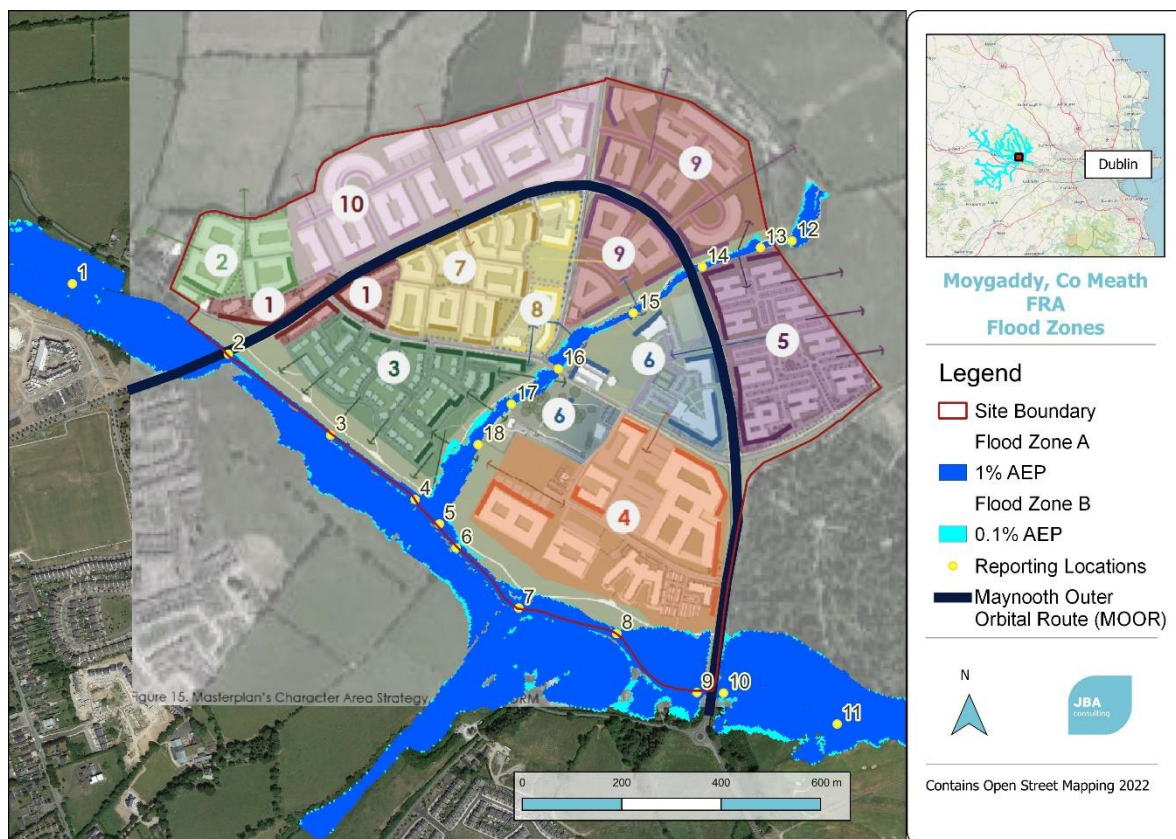 1
2
3
4
5
6
7
8
9
10
11
12
13
14
15
16
17
18
10
9
9
2
1
1
7
8
3
6
6
5
4
Figure 15. Masterplan's Character Area Strategy
0 200 400 600 m
Dublin
Moygaddy, Co Meath
FRA
Flood Zones
Legend
Site Boundary
Flood Zone A
1% AEP
Flood Zone B
0.1% AEP
Reporting Locations
Maynooth Outer
Orbital Route (MOOR)
N
JBA
consulting
Contains Open Street Mapping 2022